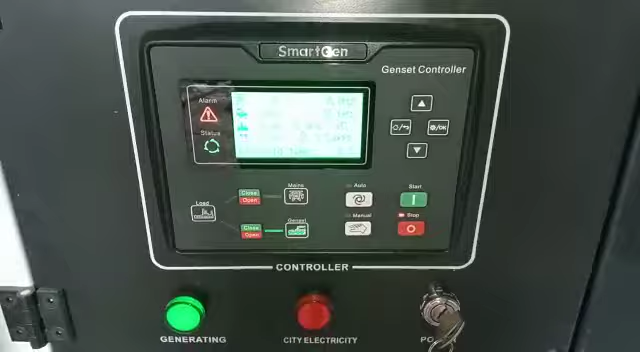 SmartGen
Genset Controller
Alarm
Status
Load
Close
Open
Mains
Close
Open
Genset
Auto
Manual
Start
Stop
CONTROLLER
GENERATING
CITY ELECTRICITY